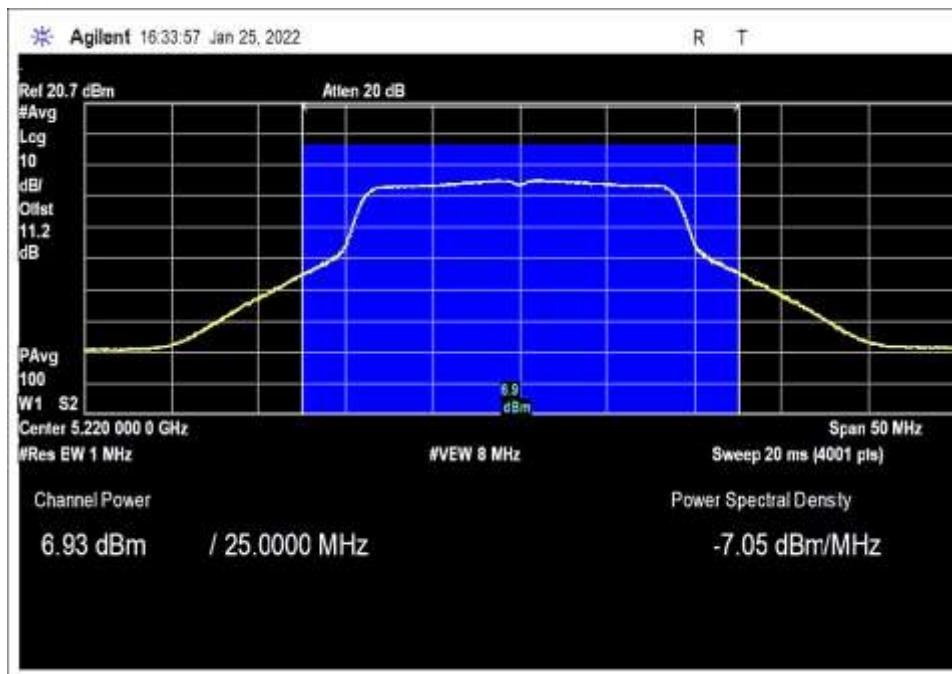 Agilent 16:33:57 Jan 25, 2022 R T
Ref 20.7 dBm Atten 20 dB
#Avg
Log
10
dB/
Offst
11.2
dB
PAvg
100
W1 S2
6.9
dBm
Center 5.220 000 0 GHz Span 50 MHz
#Res BW 1 MHz #VBW 8 MHz Sweep 20 ms (4001 pts)
Channel Power Power Spectral Density
6.93 dBm / 25.0000 MHz -7.05 dBm/MHz